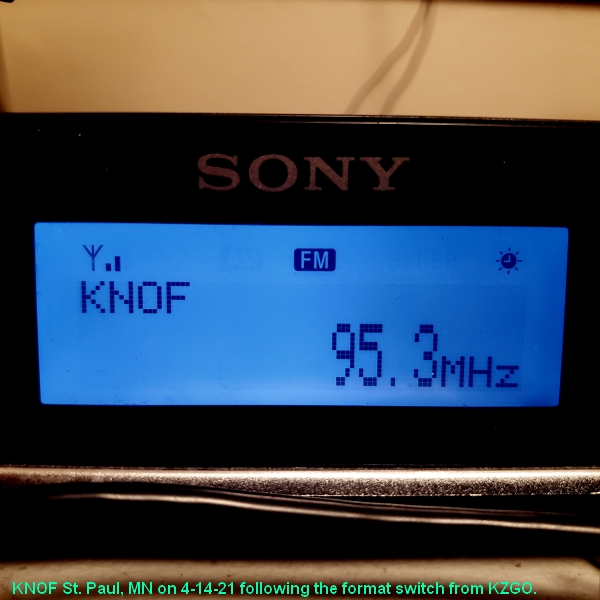 SONY
FM
KNOF
95.3MHz
KNOF St. Paul, MN on 4-14-21 following the format switch from KZGO.